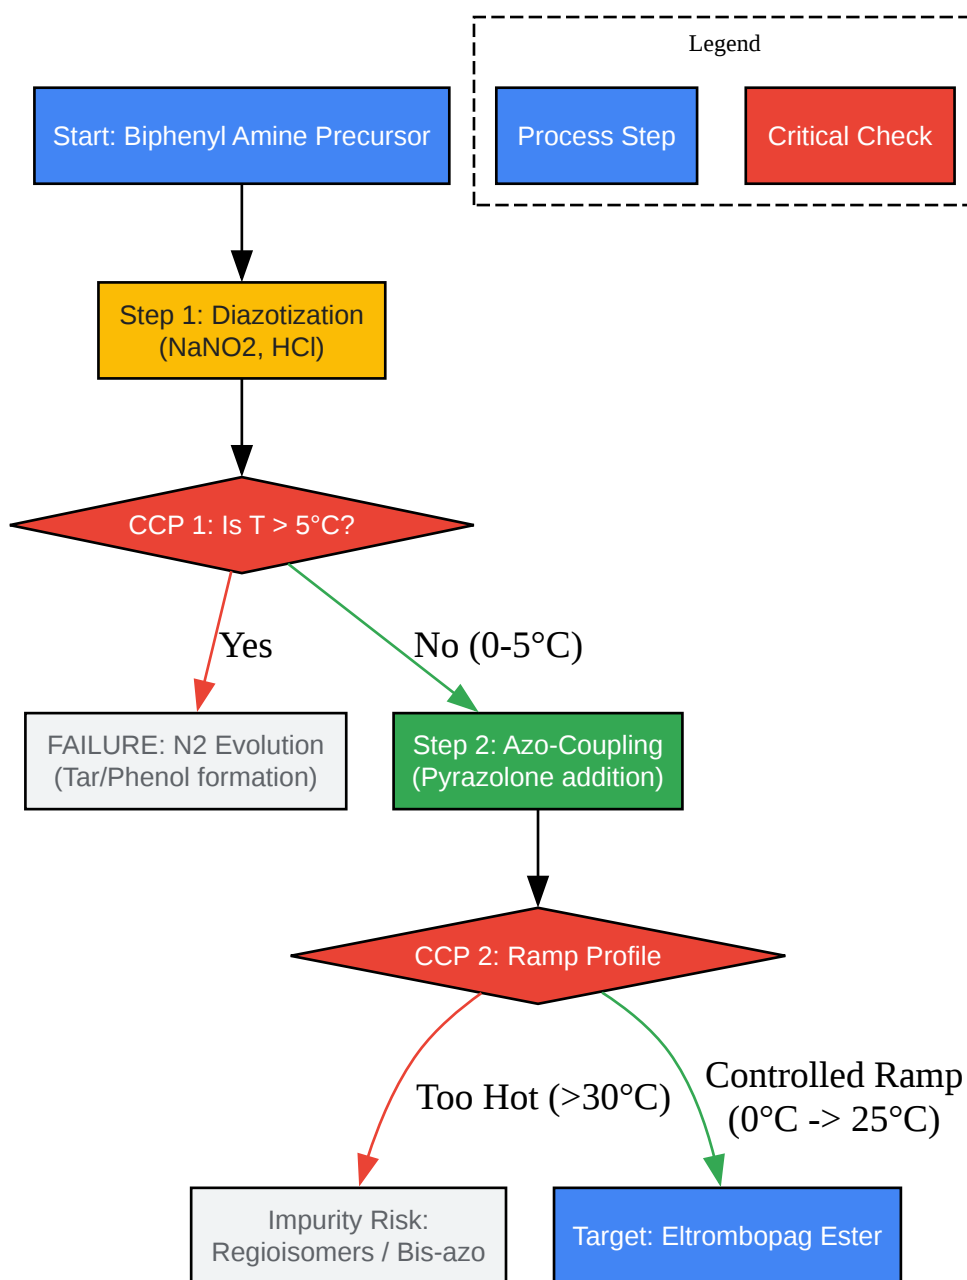 Legend
Start: Biphenyl Amine Precursor
Process Step
Critical Check
Step 1: Diazotization
(NaNO2, HCl)
CCP 1: Is T > 5°C?
Yes
No (0-5°C)
FAILURE: N2 Evolution
(Tar/Phenol formation)
Step 2: Azo-Coupling
(Pyrazolone addition)
CCP 2: Ramp Profile
Too Hot (>30°C)
Controlled Ramp
(0°C -> 25°C)
Impurity Risk:
Regioisomers / Bis-azo
Target: Eltrombopag Ester